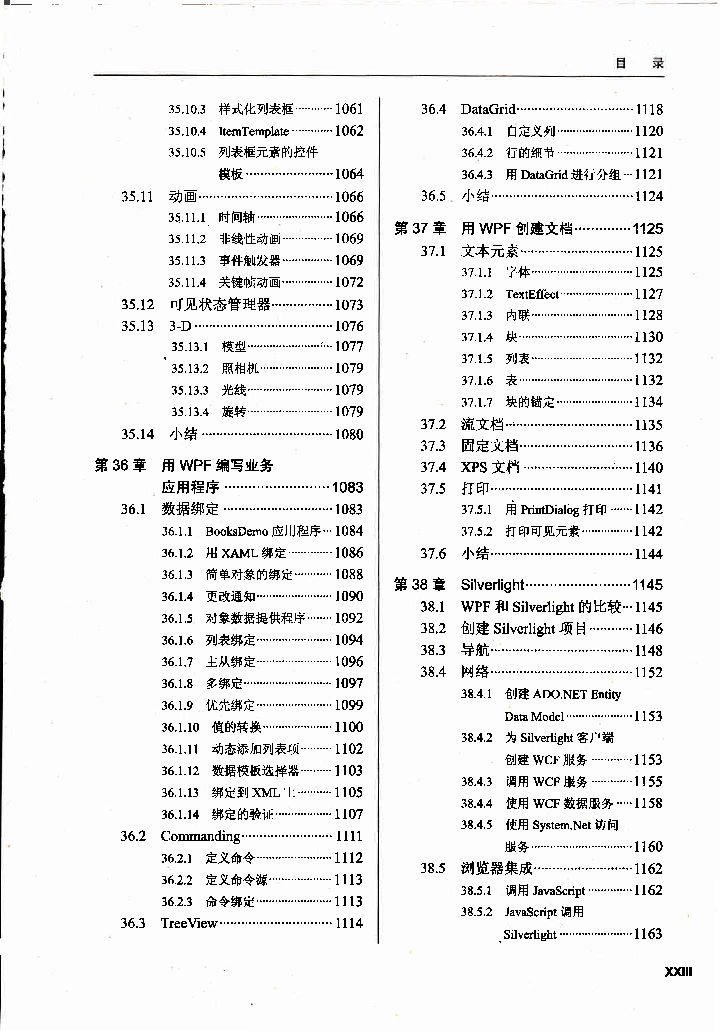 目 录
35.10.3 样式化列表框············1061
35.10.4 ItemTemplate·············1062
35.10.5 列表框元素的控件
模板························1064
35.11 动画·································1066
35.11.1 时间轴······················1066
35.11.2 非线性动画···············1069
35.11.3 事件触发器···············1069
35.11.4 关键帧动画···············1072
35.12 可见状态管理器···············1073
35.13 3-D··································1076
35.13.1 模型························1077
35.13.2 照相机·····················1079
35.13.3 光线························1079
35.13.4 旋转························1079
35.14 小结·································1080
第 36 章 用 WPF 编写业务
应用程序··························1083
36.1 数据绑定···························1083
36.1.1 BooksDemo 应用程序···1084
36.1.2 用 XAML 绑定·············1086
36.1.3 简单对象的绑定···········1088
36.1.4 更改通知·····················1090
36.1.5 对象数据提供程序········1092
36.1.6 列表绑定·····················1094
36.1.7 主从绑定·····················1096
36.1.8 多绑定························1097
36.1.9 优先绑定·····················1099
36.1.10 值的转换····················1100
36.1.11 动态添加列表项·········1102
36.1.12 数据模板选择器·········1103
36.1.13 绑定到 XML 上··········1105
36.1.14 绑定的验证················1107
36.2 Commanding·······················1111
36.2.1 定义命令·····················1112
36.2.2 定义命令源··················1113
36.2.3 命令绑定·····················1113
36.3 TreeView····························1114
36.4 DataGrid·····························1118
36.4.1 自定义列·····················1120
36.4.2 行的细节·····················1121
36.4.3 用 DataGrid 进行分组···1121
36.5 小结··································1124
第 37 章 用 WPF 创建文档·············1125
37.1 文本元素···························1125
37.1.1 字体···························1125
37.1.2 TextEffect····················1127
37.1.3 内联···························1128
37.1.4 块······························1130
37.1.5 列表···························1132
37.1.6 表······························1132
37.1.7 块的锚定·····················1134
37.2 流文档·······························1135
37.3 固定文档···························1136
37.4 XPS 文档···························1140
37.5 打印··································1141
37.5.1 用 PrintDialog 打印······1142
37.5.2 打印可见元素···············1142
37.6 小结··································1144
第 38 章 Silverlight························1145
38.1 WPF 和 Silverlight 的比较···1145
38.2 创建 Silverlight 项目···········1146
38.3 导航··································1148
38.4 网络··································1152
38.4.1 创建 ADO.NET Entity
Data Model·····················1153
38.4.2 为 Silverlight 客户端
创建 WCF 服务·············1153
38.4.3 调用 WCF 服务·············1155
38.4.4 使用 WCF 数据服务·····1158
38.4.5 使用 System.Net 访问
服务···························1160
38.5 浏览器集成························1162
38.5.1 调用 JavaScript·············1162
38.5.2 JavaScript 调用
Silverlight······················1163
XXIII